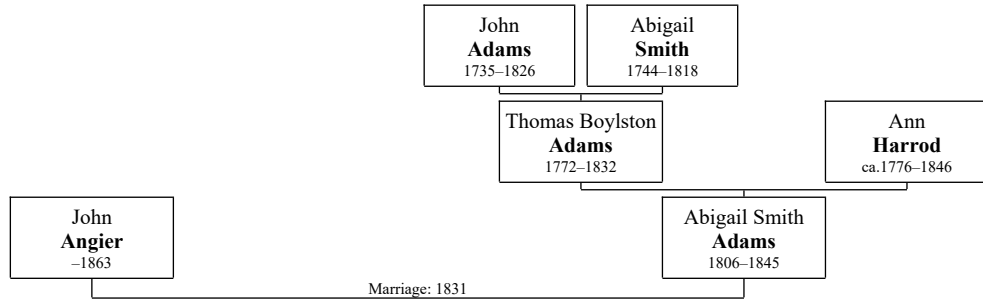 John
Adams
1735–1826
Abigail
Smith
1744–1818
Thomas Boylston
Adams
1772–1832
Ann
Harrod
ca.1776–1846
John
Angier
–1863
Abigail Smith
Adams
1806–1845
Marriage: 1831